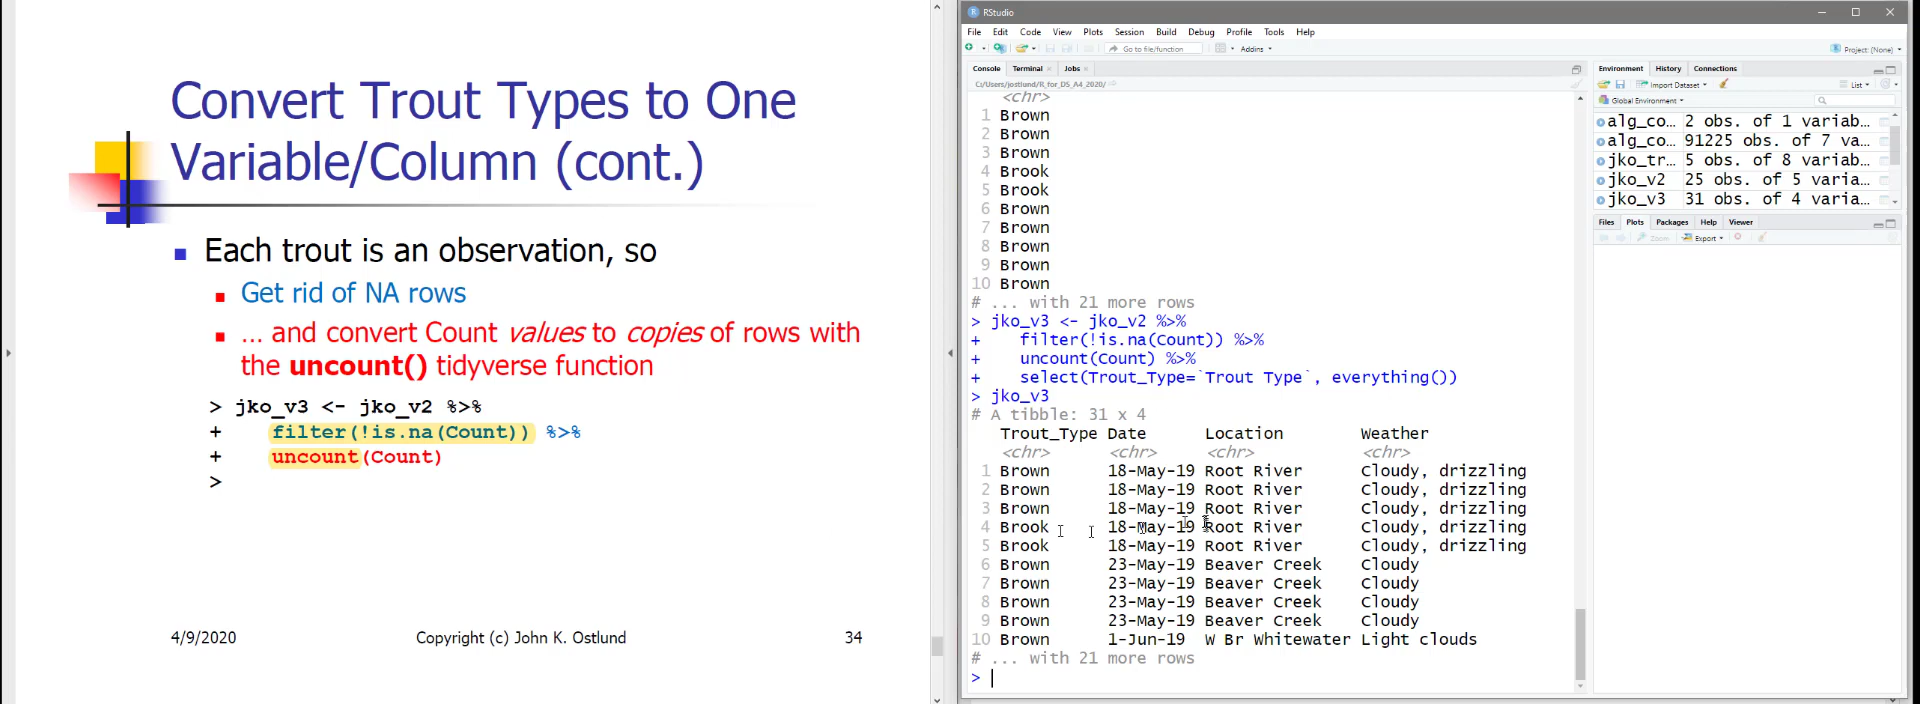 Convert Trout Types to One
Variable/Column (cont.)
Each trout is an observation, so
Get rid of NA rows
... and convert Count values to copies of rows with
the uncount() tidyverse function
> jko_v3 <- jko_v2 %>%
+ filter(!is.na(Count)) %>%
+ uncount(Count)
>
4/9/2020 Copyright (c) John K. Ostlund 34
RStudio
File Edit Code View Plots Session Build Debug Profile Tools Help
Go to file/function Addins Project: (None)
Console Terminal Jobs
C:/Users/jostlund/R_for_DS_A4_2020/
<chr>
1 Brown
2 Brown
3 Brown
4 Brook
5 Brook
6 Brown
7 Brown
8 Brown
9 Brown
10 Brown
# ... with 21 more rows
> jko_v3 <- jko_v2 %>%
+ filter(!is.na(Count)) %>%
+ uncount(Count) %>%
+ select(Trout_Type=`Trout Type`, everything())
> jko_v3
# A tibble: 31 x 4
Trout_Type Date Location Weather
<chr> <chr> <chr> <chr>
1 Brown 18-May-19 Root River Cloudy, drizzling
2 Brown 18-May-19 Root River Cloudy, drizzling
3 Brown 18-May-19 Root River Cloudy, drizzling
4 Brook 18-May-19 Root River Cloudy, drizzling
5 Brook 18-May-19 Root River Cloudy, drizzling
6 Brown 23-May-19 Beaver Creek Cloudy
7 Brown 23-May-19 Beaver Creek Cloudy
8 Brown 23-May-19 Beaver Creek Cloudy
9 Brown 23-May-19 Beaver Creek Cloudy
10 Brown 1-Jun-19 W Br Whitewater Light clouds
# ... with 21 more rows
>
Environment History Connections
Import Dataset List
Global Environment
alg_co... 2 obs. of 1 variab...
alg_co... 91225 obs. of 7 va...
jko_tr... 5 obs. of 8 variab...
jko_v2 25 obs. of 5 varia...
jko_v3 31 obs. of 4 varia...
Files Plots Packages Help Viewer
Zoom Export